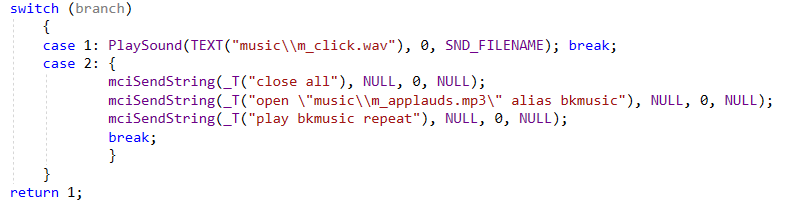 switch (branch)
{
case 1: PlaySound(TEXT("music\\m_click.wav"), 0, SND_FILENAME); break;
case 2: {
mciSendString(_T("close all"), NULL, 0, NULL);
mciSendString(_T("open \"music\\m_applauds.mp3\" alias bkmusic"), NULL, 0, NULL);
mciSendString(_T("play bkmusic repeat"), NULL, 0, NULL);
break;
}
}
return 1;